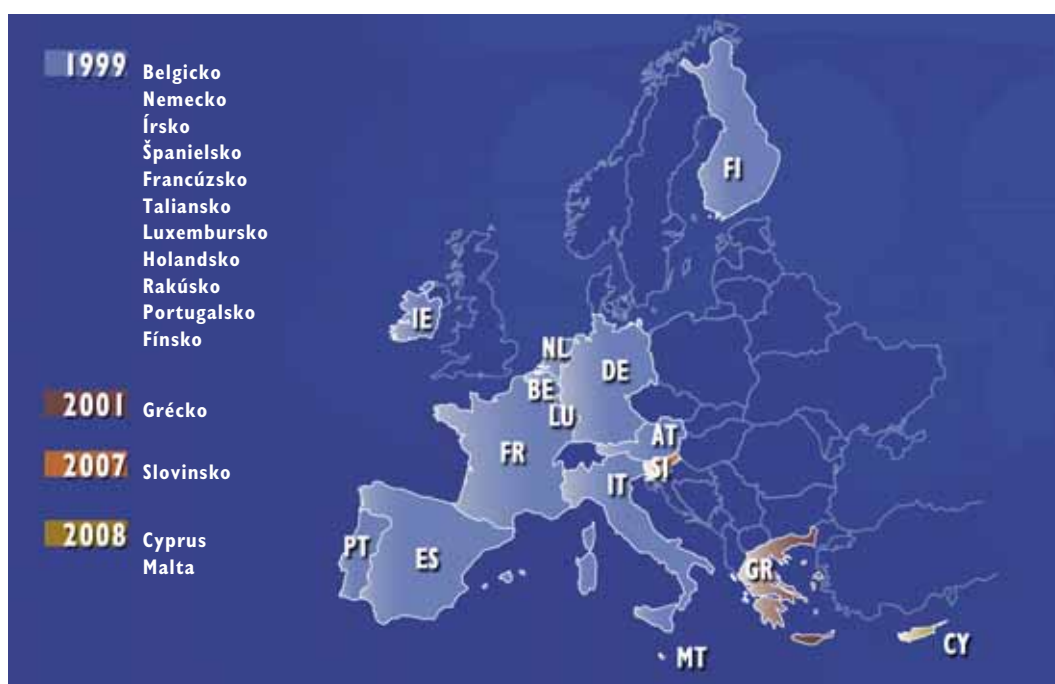 1999 Belgicko
Nemecko
Írsko
Španielsko
Francúzsko
Taliansko
Luxembursko
Holandsko
Rakúsko
Portugalsko
Fínsko
2001 Grécko
2007 Slovinsko
2008 Cyprus
Malta
FI
IE
NL
DE
BE
LU
AT
FR
SI
IT
PT
ES
GR
CY
MT